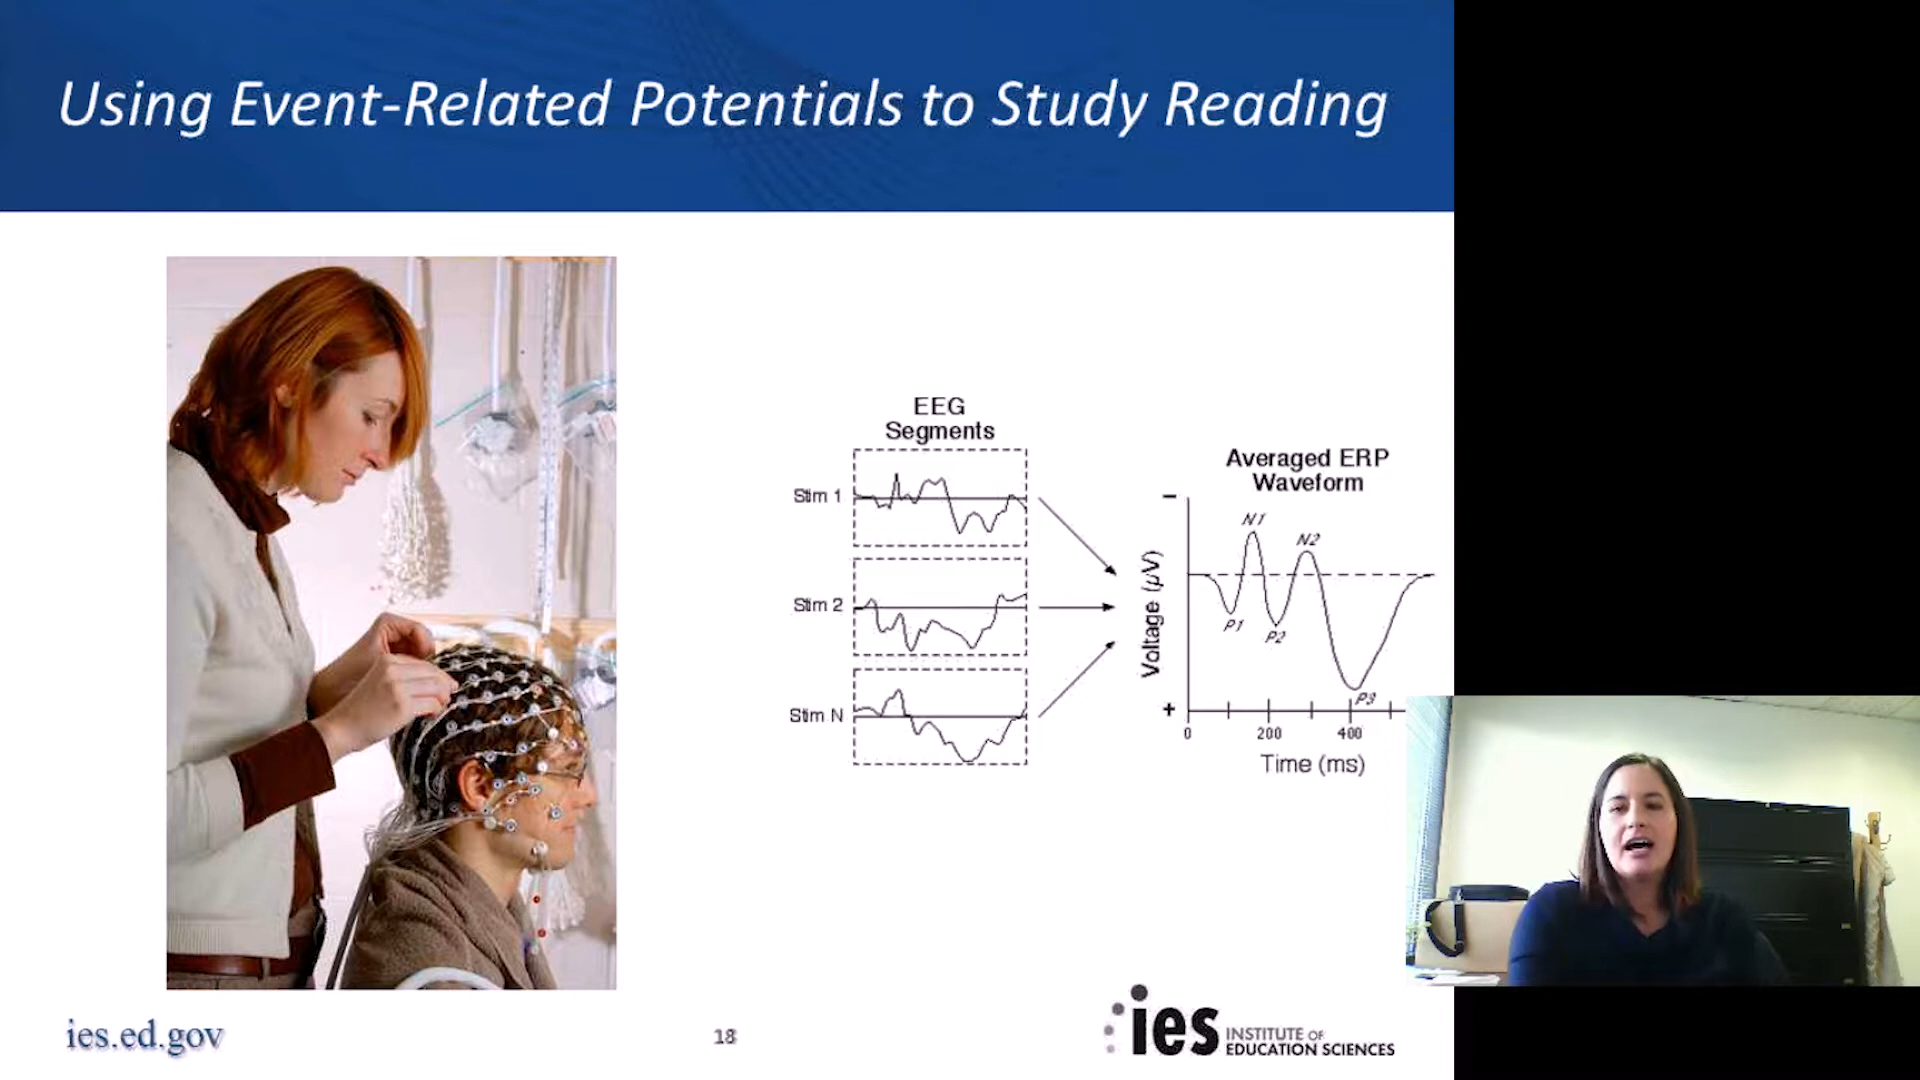 Using Event-Related Potentials to Study Reading
EEG
Segments
Stim 1
Stim 2
Stim N
Averaged ERP
Waveform
Voltage (µV)
−
+
N1
N2
P1
P2
P3
0
200
400
Time (ms)
ies.ed.gov
18
ies
INSTITUTE OF
EDUCATION SCIENCES